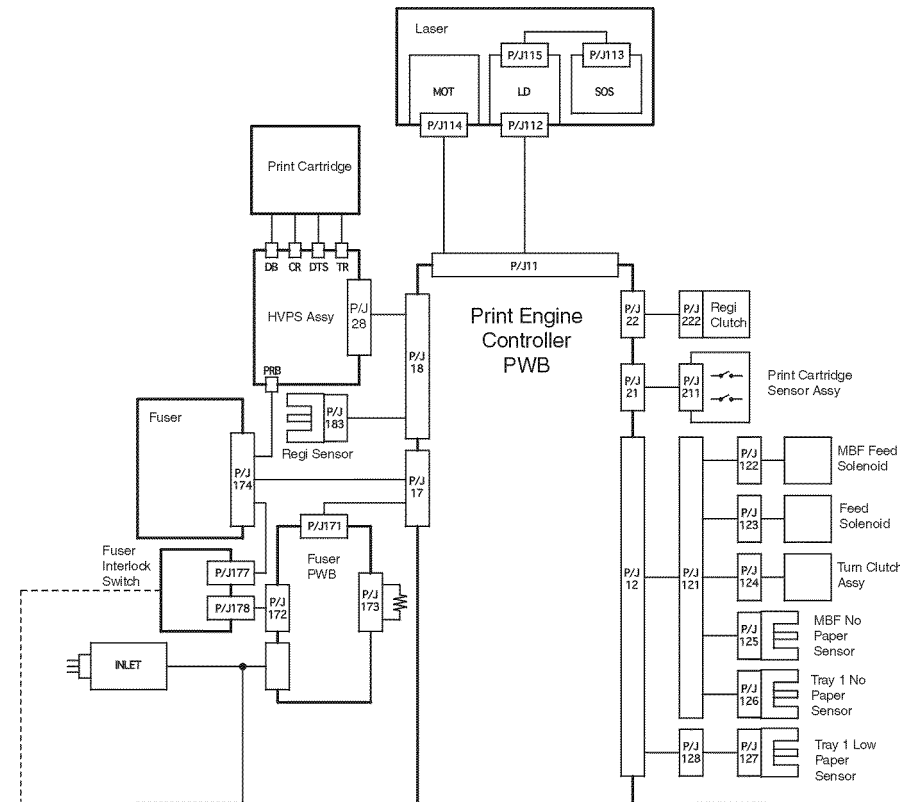 Laser
P/J115
P/J113
MOT
LD
SOS
P/J114
P/J112
Print Cartridge
DB
CR
DTS
TR
P/J11
HVPS Assy
P/J
28
PRB
P/J
18
Print Engine
Controller
PWB
P/J
22
P/J
222
Regi
Clutch
P/J
21
P/J
211
Print Cartridge
Sensor Assy
P/J
183
Regi Sensor
Fuser
P/J
174
P/J
17
P/J171
Fuser
PWB
Fuser
Interlock
Switch
P/J177
P/J178
P/J
172
P/J
173
INLET
P/J
12
P/J
121
P/J
122
MBF Feed
Solenoid
P/J
123
Feed
Solenoid
P/J
124
Turn Clutch
Assy
P/J
125
MBF No
Paper
Sensor
P/J
126
Tray 1 No
Paper
Sensor
P/J
128
P/J
127
Tray 1 Low
Paper
Sensor